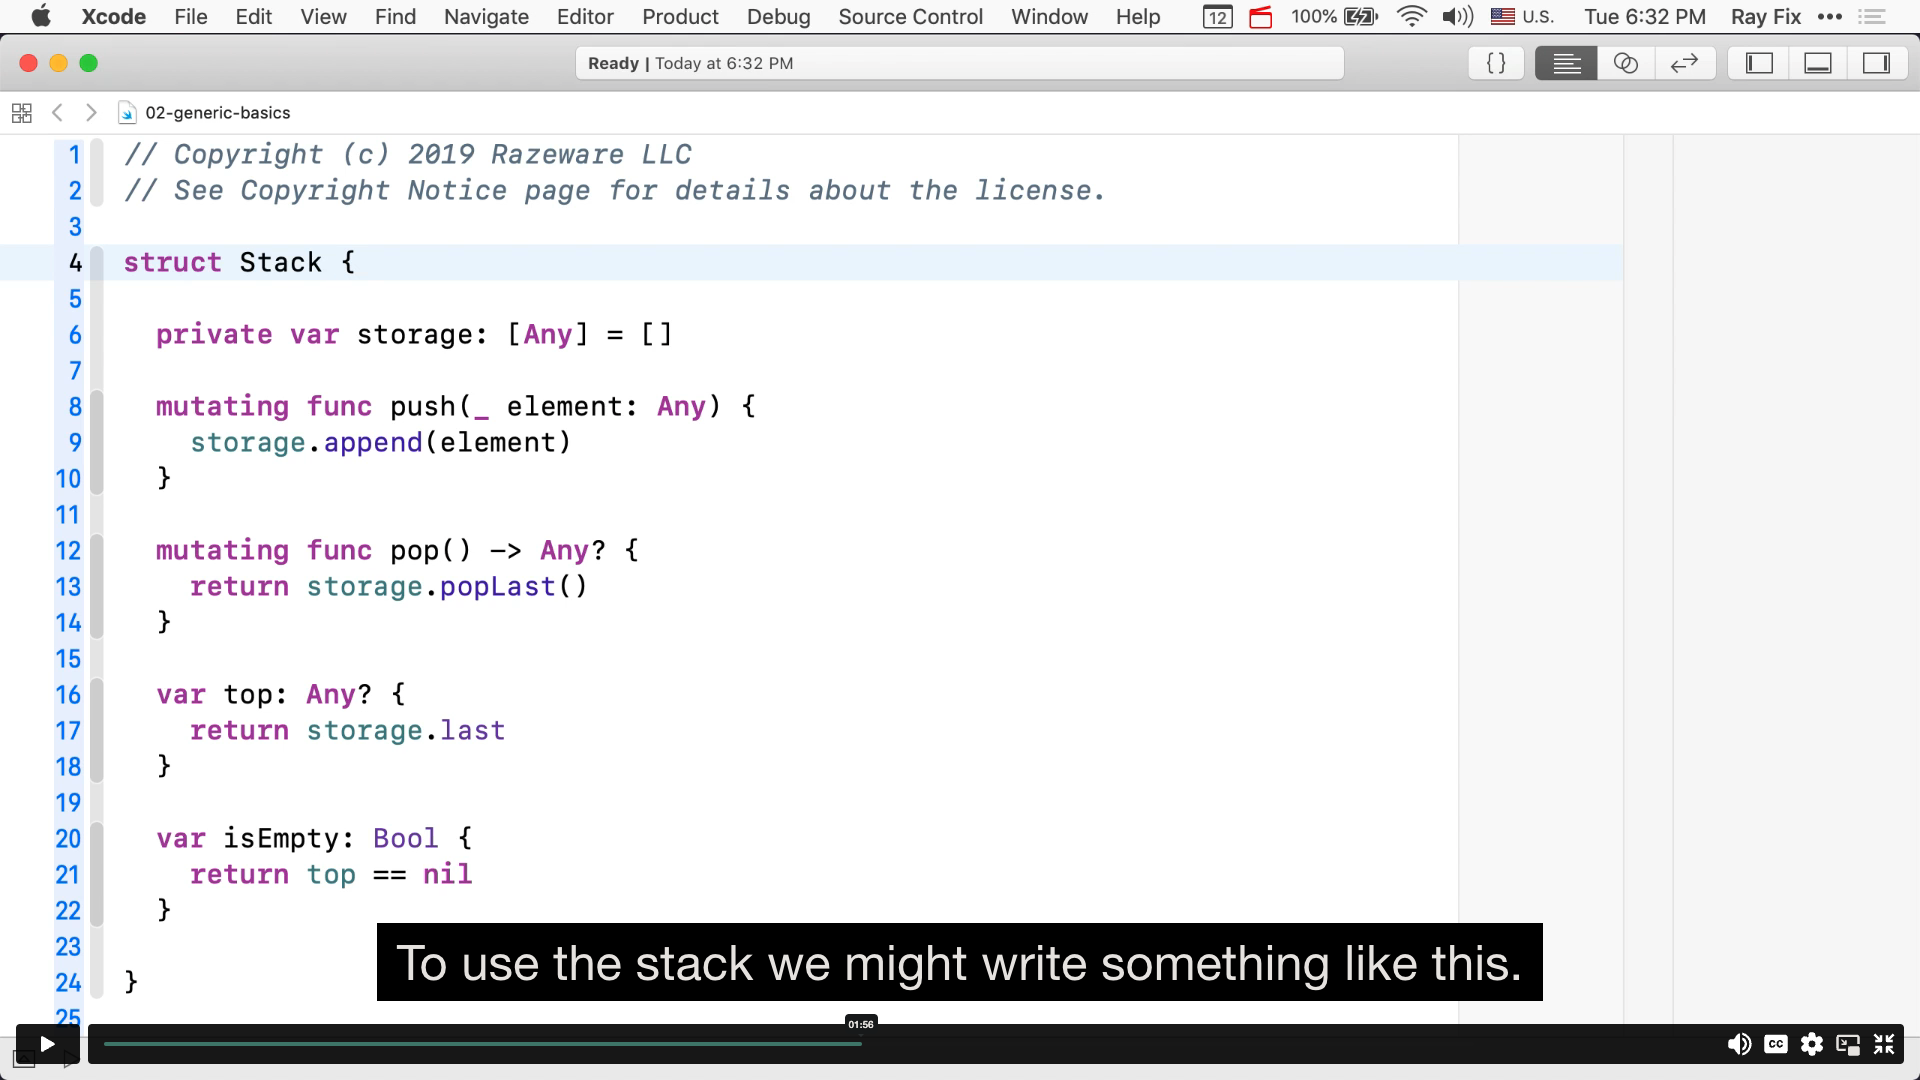 Xcode File Edit View Find Navigate Editor Product Debug Source Control Window Help 12 100% U.S. Tue 6:32 PM Ray Fix
Ready | Today at 6:32 PM
02-generic-basics
1 // Copyright (c) 2019 Razeware LLC
2 // See Copyright Notice page for details about the license.
3
4 struct Stack {
5
6 private var storage: [Any] = []
7
8 mutating func push(_ element: Any) {
9 storage.append(element)
10 }
11
12 mutating func pop() -> Any? {
13 return storage.popLast()
14 }
15
16 var top: Any? {
17 return storage.last
18 }
19
20 var isEmpty: Bool {
21 return top == nil
22 }
23
24 }
25
To use the stack we might write something like this.
01:56
CC